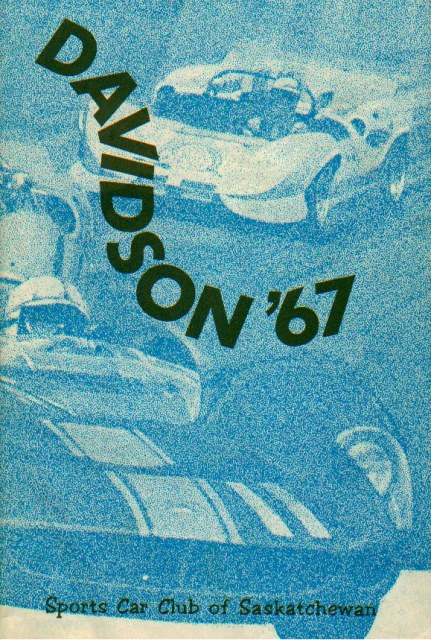 DAVIDSON '67
Sports Car Club of Saskatchewan